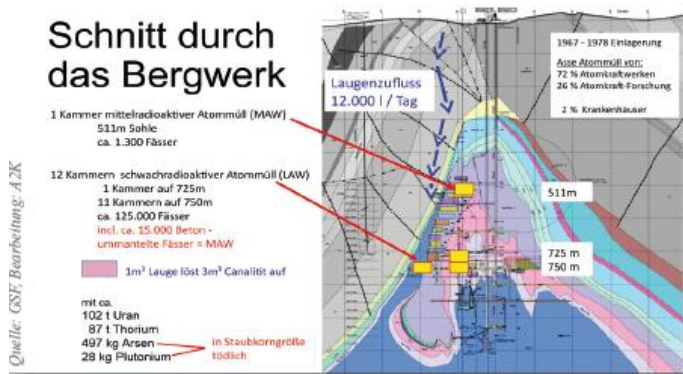 Schnitt durch
das Bergwerk
1 Kammer mittelradioaktiver Atommüll (MAW)
511m Sohle
ca. 1.300 Fässer
12 Kammern schwachradioaktiver Atommüll (LAW)
1 Kammer auf 725m
11 Kammern auf 750m
ca. 125.000 Fässer
incl. ca. 15.000 Beton -
ummantelte Fässer = MAW
1m³ Lauge löst 3m³ Canalitit auf
mit ca.
102 t Uran
87 t Thorium
497 kg Arsen
28 kg Plutonium
in Staubkorngröße
tödlich
Quelle: GSF, Bearbeitung: A2K
Laugenzufluss
12.000 l / Tag
1967 - 1978 Einlagerung
Asse Atommüll von:
72 % Atomkraftwerken
26 % Atomkraft-Forschung
2 % Krankenhäuser
511m
725 m
750 m